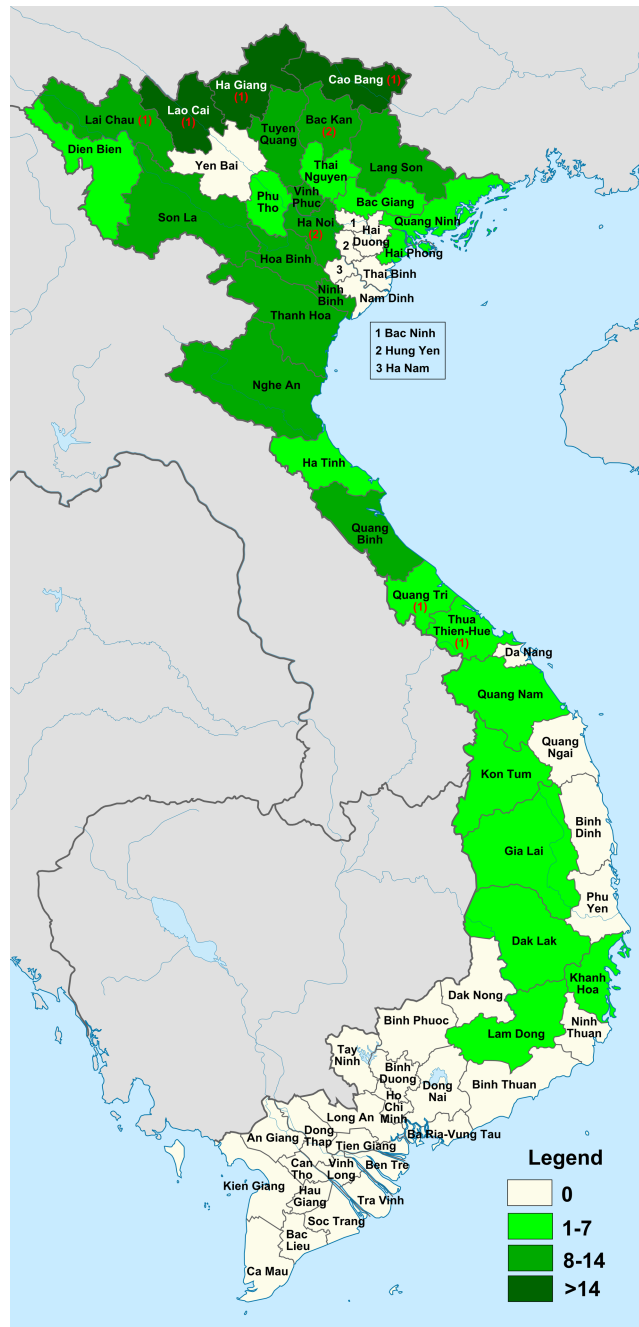 Ha Giang
(1)
Cao Bang (1)
Lao Cai
(1)
Lai Chau (1)
Bac Kan
(2)
Tuyen
Quang
Dien Bien
Yen Bai
Thai
Nguyen
Lang Son
Phu
Tho
Vinh
Phuc
Bac Giang
Son La
Ha Noi
(2)
1
Hai
Duong
Quang Ninh
2
Hai Phong
Hoa Binh
3
Thai Binh
Ninh
Binh
Nam Dinh
Thanh Hoa
1 Bac Ninh
2 Hung Yen
3 Ha Nam
Nghe An
Ha Tinh
Quang
Binh
Quang Tri
(1)
Thua
Thien-Hue
(1)
Da Nang
Quang Nam
Quang
Ngai
Kon Tum
Binh
Dinh
Gia Lai
Phu
Yen
Dak Lak
Khanh
Hoa
Dak Nong
Binh Phuoc
Lam Dong
Ninh
Thuan
Tay
Ninh
Binh
Duong
Dong
Nai
Binh Thuan
Ho
Chi
Minh
Long An
Ba Ria-Vung Tau
An Giang
Dong
Thap
Tien Giang
Can
Tho
Vinh
Long
Ben Tre
Kien Giang
Hau
Giang
Tra Vinh
Soc Trang
Bac
Lieu
Ca Mau
Legend
0
1-7
8-14
>14